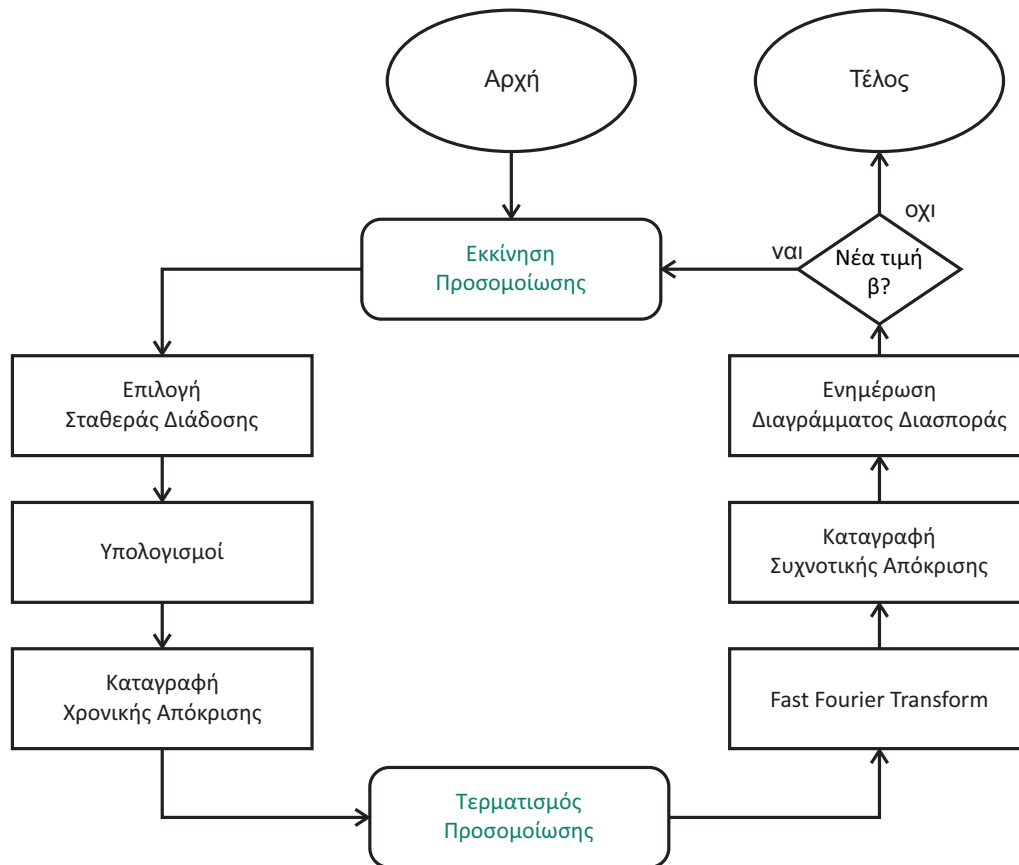 Αρχή
Τέλος
Εκκίνηση
Προσομοίωσης
ναι
οχι
Νέα τιμή
β?
Επιλογή
Σταθεράς Διάδοσης
Ενημέρωση
Διαγράμματος Διασποράς
Υπολογισμοί
Καταγραφή
Συχνοτικής Απόκρισης
Καταγραφή
Χρονικής Απόκρισης
Fast Fourier Transform
Τερματισμός
Προσομοίωσης